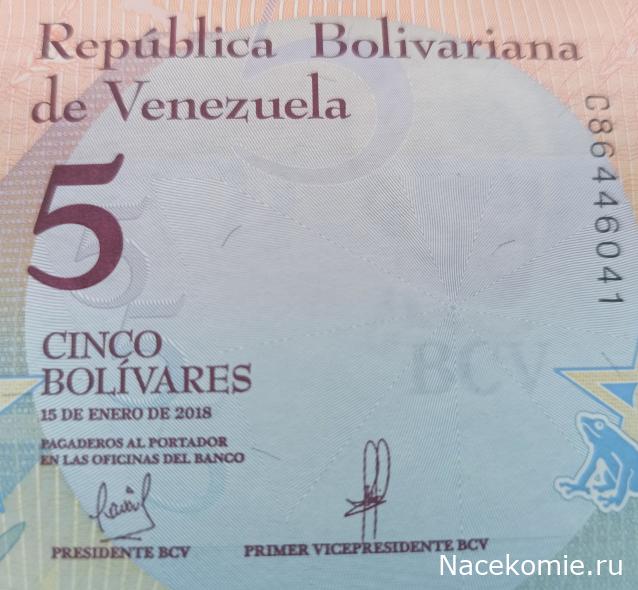 República Bolivariana
de Venezuela
C86446041
5
CINCO
BOLÍVARES
15 DE ENERO DE 2018
PAGADEROS AL PORTADOR
EN LAS OFICINAS DEL BANCO
BCV
PRESIDENTE BCV
PRIMER VICEPRESIDENTE BCV
Nacekomie.ru